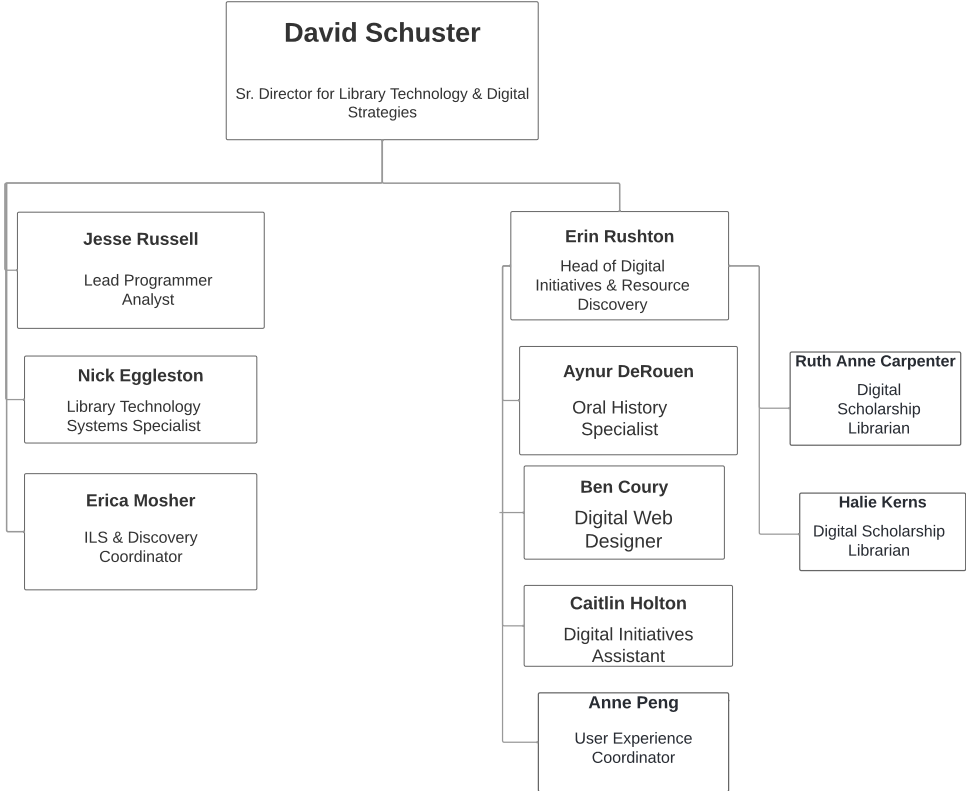 David Schuster
Sr. Director for Library Technology & Digital
Strategies
Jesse Russell
Lead Programmer
Analyst
Nick Eggleston
Library Technology
Systems Specialist
Erica Mosher
ILS & Discovery
Coordinator
Erin Rushton
Head of Digital
Initiatives & Resource
Discovery
Aynur DeRouen
Oral History
Specialist
Ben Coury
Digital Web
Designer
Caitlin Holton
Digital Initiatives
Assistant
Anne Peng
User Experience
Coordinator
Ruth Anne Carpenter
Digital
Scholarship
Librarian
Halie Kerns
Digital Scholarship
Librarian